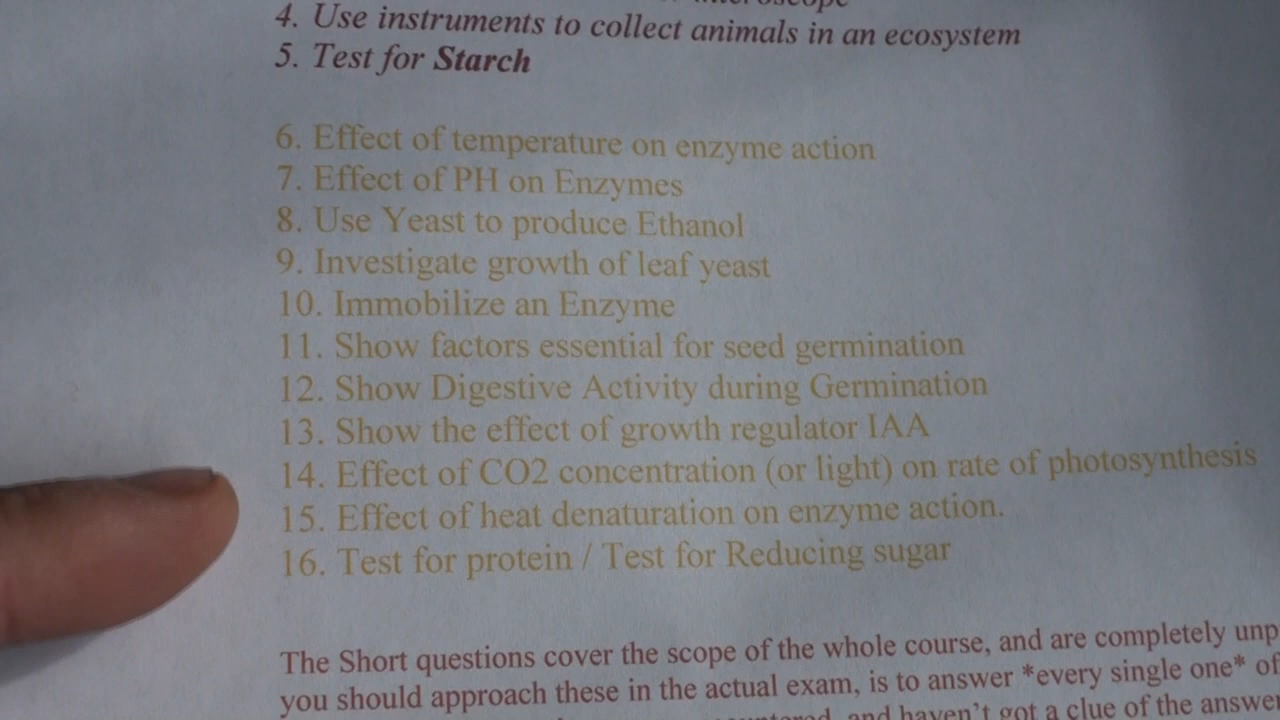 4. Use instruments to collect animals in an ecosystem
5. Test for Starch
6. Effect of temperature on enzyme action
7. Effect of PH on Enzymes
8. Use Yeast to produce Ethanol
9. Investigate growth of leaf yeast
10. Immobilize an Enzyme
11. Show factors essential for seed germination
12. Show Digestive Activity during Germination
13. Show the effect of growth regulator IAA
14. Effect of CO2 concentration (or light) on rate of photosynthesis
15. Effect of heat denaturation on enzyme action.
16. Test for protein / Test for Reducing sugar
The Short questions cover the scope of the whole course, and are completely
you should approach these in the actual exam, is to answer *every single one* of
and haven't got a clue of the